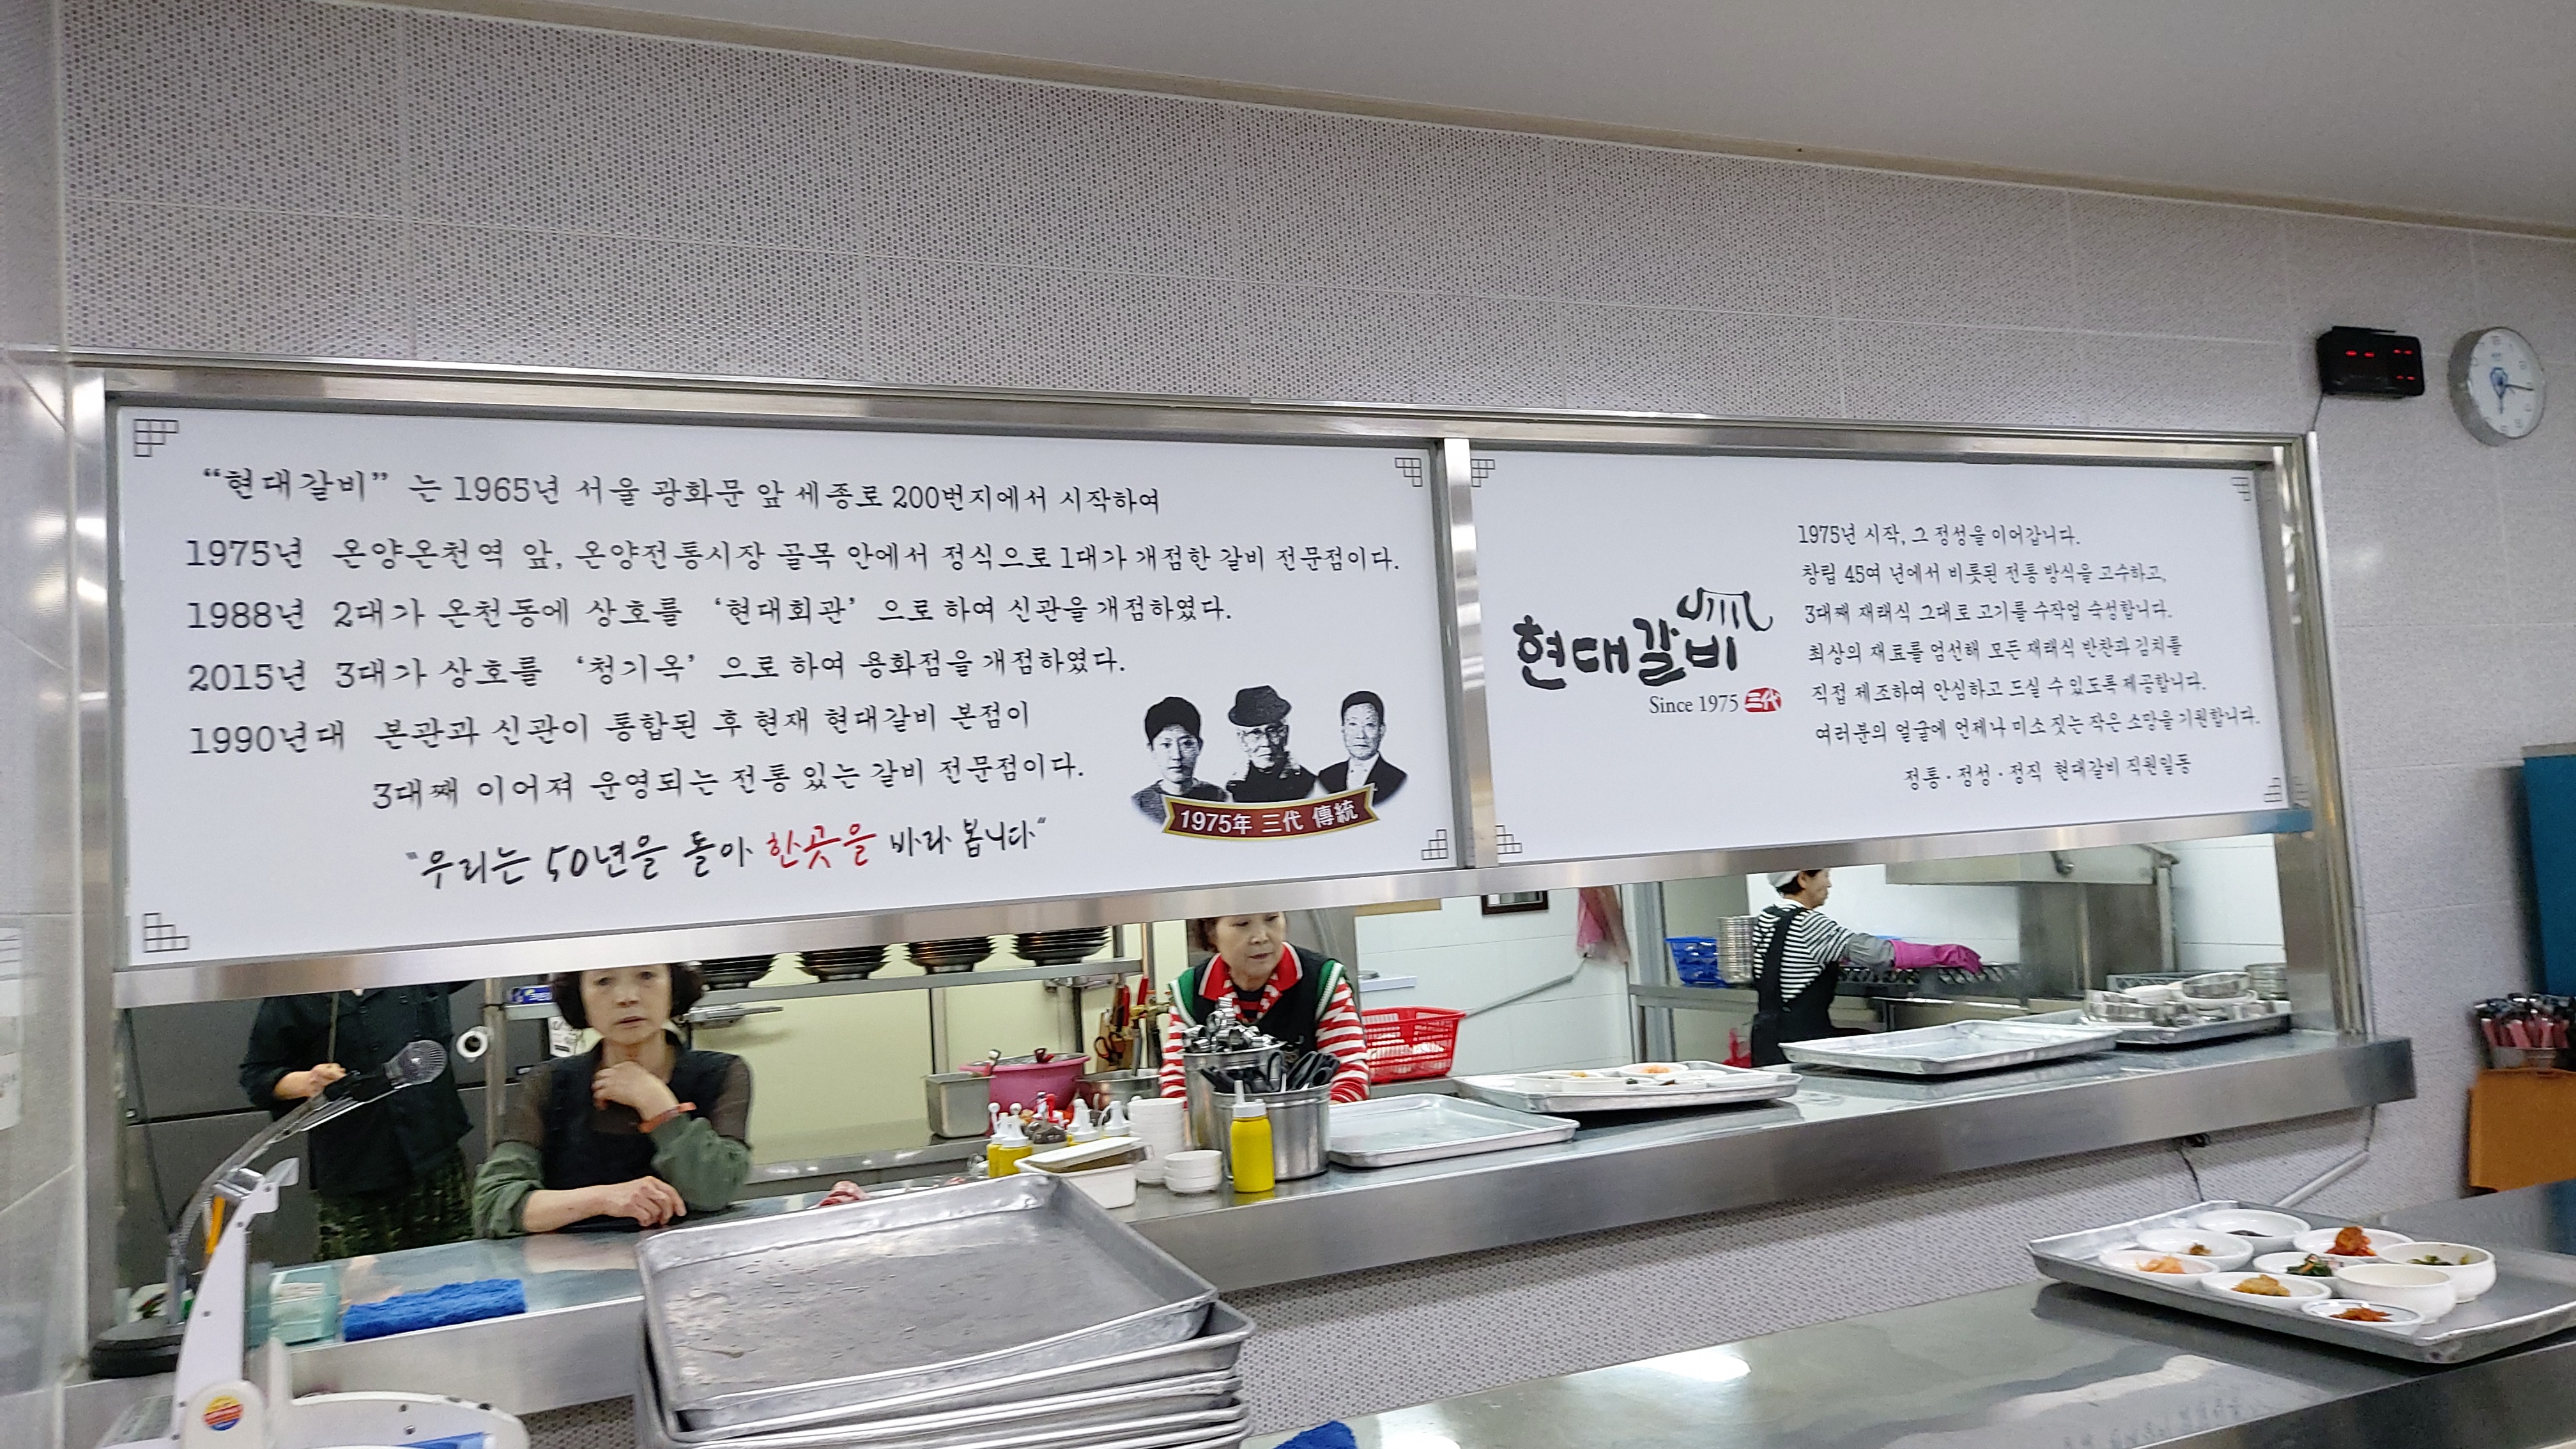 “현대갈비” 는 1965년 서울 광화문 앞 세종로 200번지에서 시작하여
1975년 온양온천역 앞, 온양전통시장 골목 안에서 정식으로 1대가 개점한 갈비 전문점이다.
1988년 2대가 온천동에 상호를 ‘현대회관’ 으로 하여 신관을 개점하였다.
2015년 3대가 상호를 ‘청기옥’ 으로 하여 용화점을 개점하였다.
1990년대 본관과 신관이 통합된 후 현재 현대갈비 본점이
3대째 이어져 운영되는 전통 있는 갈비 전문점이다.
"우리는 50년을 돌아 한곳을 바라 봅니다"
1975年 三代 傳統
현대갈비
Since 1975 三代
1975년 시작, 그 정성을 이어갑니다.
창립 45여 년에서 비롯된 전통 방식을 고수하고,
3대째 재래식 그대로 고기를 수작업 숙성합니다.
최상의 재료를 엄선해 모든 재래식 반찬과 김치를
직접 제조하여 안심하고 드실 수 있도록 제공합니다.
여러분의 얼굴에 언제나 미소 짓는 작은 소망을 기원합니다.
정통·정성·정직 현대갈비 직원일동